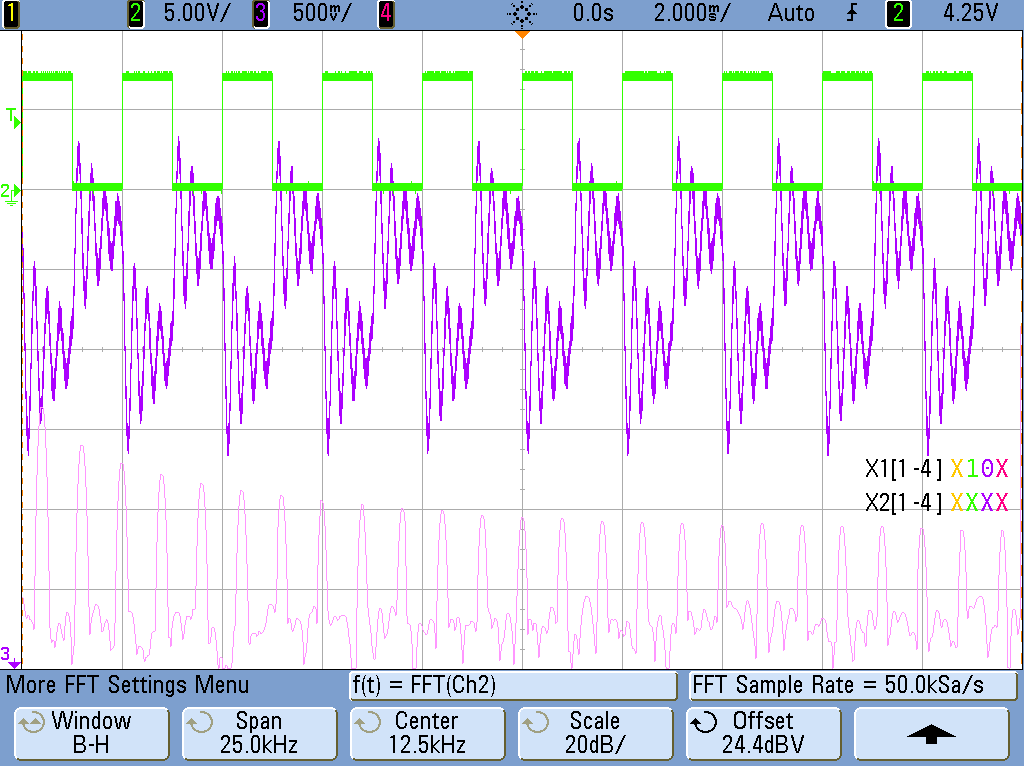 1 2 5.00V/ 3 500mV/ 4 0.0s 2.000ms/ Auto 2 4.25V
T
2
X1[1-4] X10X
X2[1-4] XXXX
3
More FFT Settings Menu f(t) = FFT(Ch2) FFT Sample Rate = 50.0kSa/s
Window Span Center Scale Offset
B-H 25.0kHz 12.5kHz 20dB/ 24.4dBV